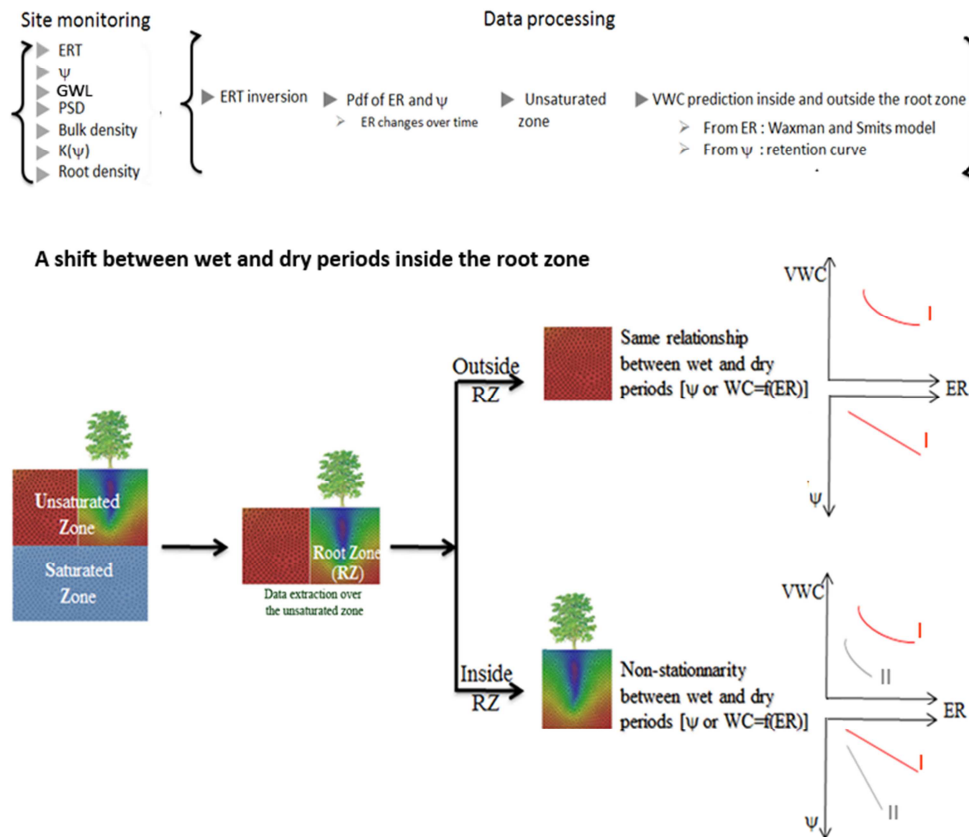 Site monitoring
Data processing
ERT
ψ
GWL
PSD
Bulk density
K(ψ)
Root density
ERT inversion
Pdf of ER and ψ
ER changes over time
Unsaturated
zone
VWC prediction inside and outside the root zone
From ER : Waxman and Smits model
From ψ : retention curve
A shift between wet and dry periods inside the root zone
Unsaturated
Zone
Saturated
Zone
Root Zone
(RZ)
Data extraction over
the unsaturated zone
Outside
RZ
Same relationship
between wet and dry
periods [ψ or WC=f(ER)]
VWC
I
ER
I
ψ
Inside
RZ
Non-stationnarity
between wet and dry
periods [ψ or WC=f(ER)]
VWC
I
II
ER
I
II
ψ